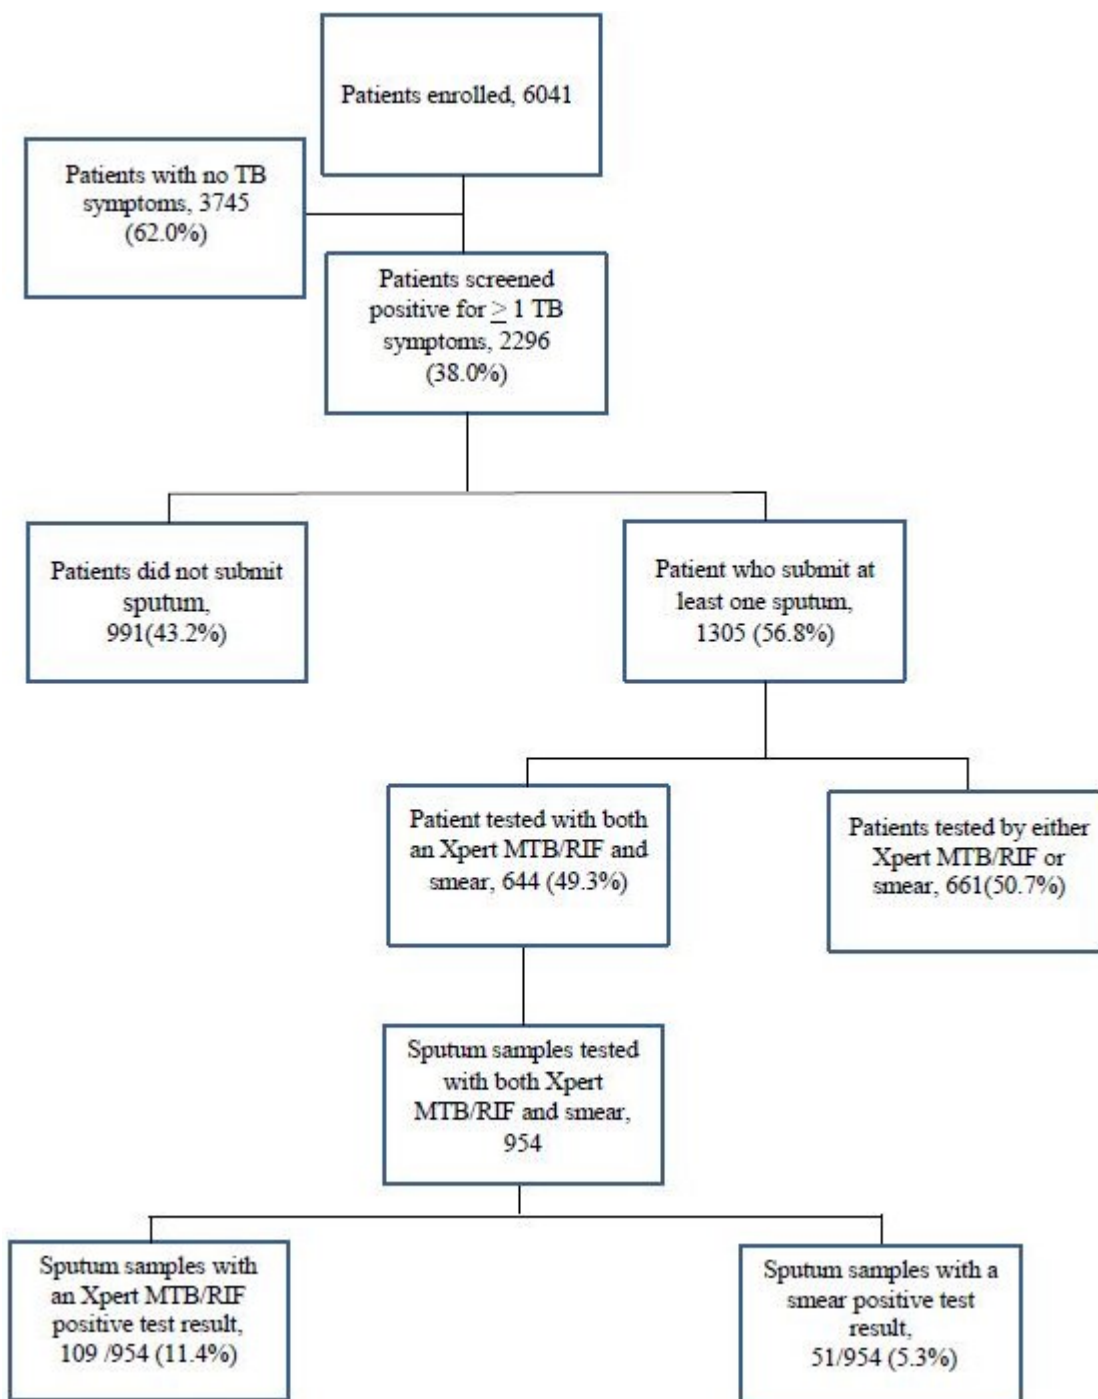 Patients enrolled, 6041
Patients with no TB
symptoms, 3745
(62.0%)
Patients screened
positive for ≥ 1 TB
symptoms, 2296
(38.0%)
Patients did not submit
sputum,
991(43.2%)
Patient who submit at
least one sputum,
1305 (56.8%)
Patient tested with both
an Xpert MTB/RIF and
smear, 644 (49.3%)
Patients tested by either
Xpert MTB/RIF or
smear, 661(50.7%)
Sputum samples tested
with both Xpert
MTB/RIF and smear,
954
Sputum samples with
an Xpert MTB/RIF
positive test result,
109 /954 (11.4%)
Sputum samples with a
smear positive test
result,
51/954 (5.3%)